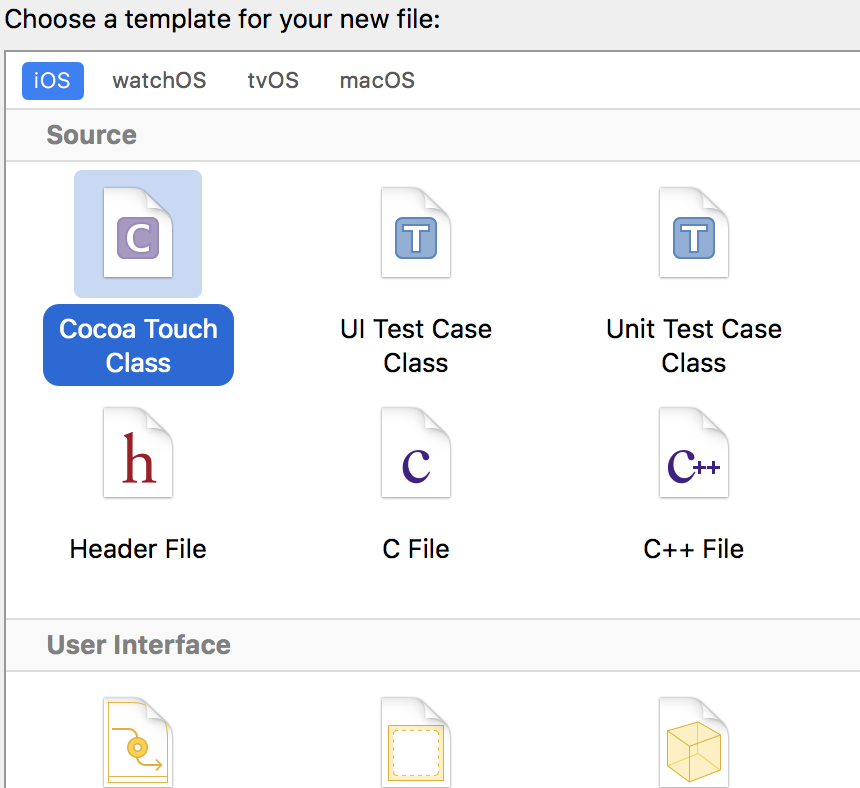 Choose a template for your new file:
iOS watchOS tvOS macOS
Source
C T T
Cocoa Touch Class
UI Test Case Class
Unit Test Case Class
h c C++
Header File C File C++ File
User Interface